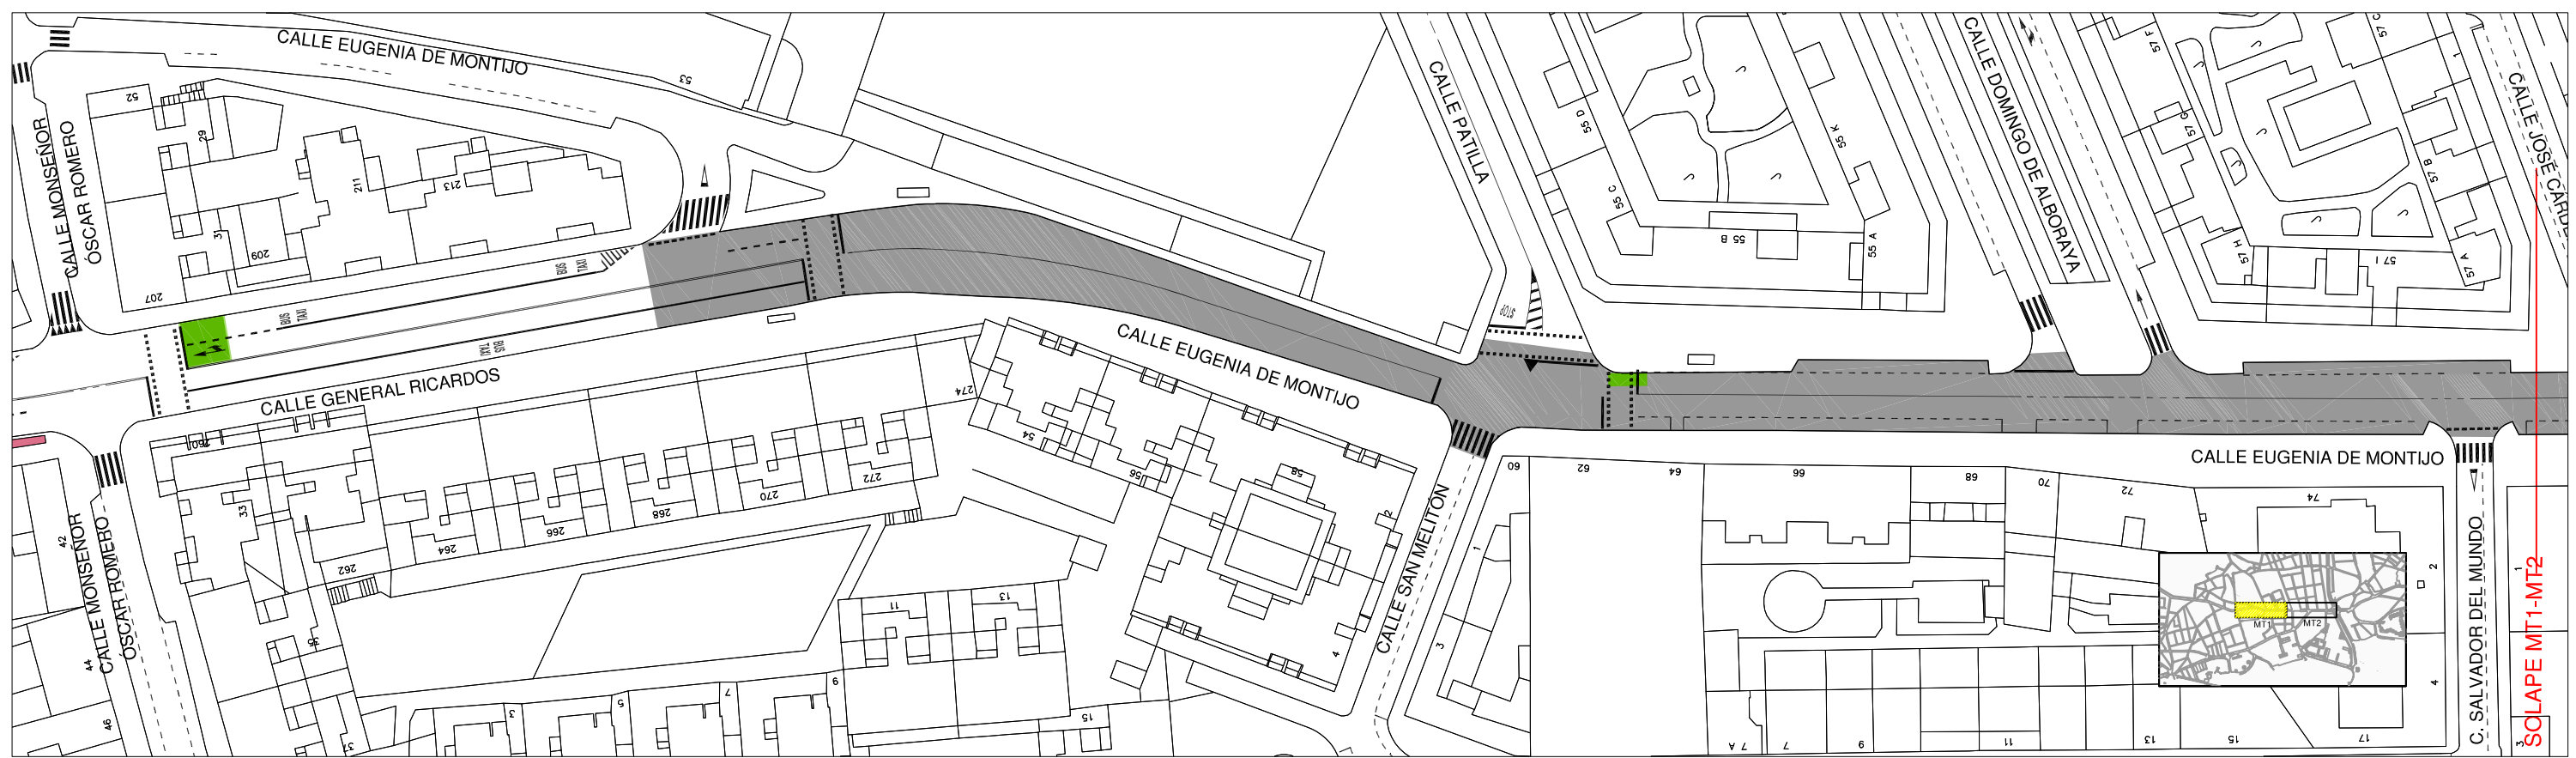 CALLE EUGENIA DE MONTIJO
53
52
29
CALLE MONSEÑOR
ÓSCAR ROMERO
211
213
31
209
207
BUS
TAXI
BUS
TAXI
BUS
TAXI
CALLE GENERAL RICARDOS
CALLE EUGENIA DE MONTIJO
CALLE PATILLA
STOP
55 D
55 C
55 K
55 B
55 A
CALLE DOMINGO DE ALBORAYA
57 F
57 G
57 H
57 I
57 C
57 B
57 A
1
CALLE JOSÉ CARDE
CALLE EUGENIA DE MONTIJO
260
262
33
35
37
264
266
268
270
272
274
54
56
58
2
4
CALLE SAN MELITÓN
1
3
60
62
64
66
68
70
72
74
42
44
46
CALLE MONSEÑOR
ÓSCAR ROMERO
3
5
7
9
11
13
15
7 A
7
9
11
13
15
17
2
4
MT1
MT2
C. SALVADOR DEL MUNDO
1
3
SOLAPE MT1-MT2